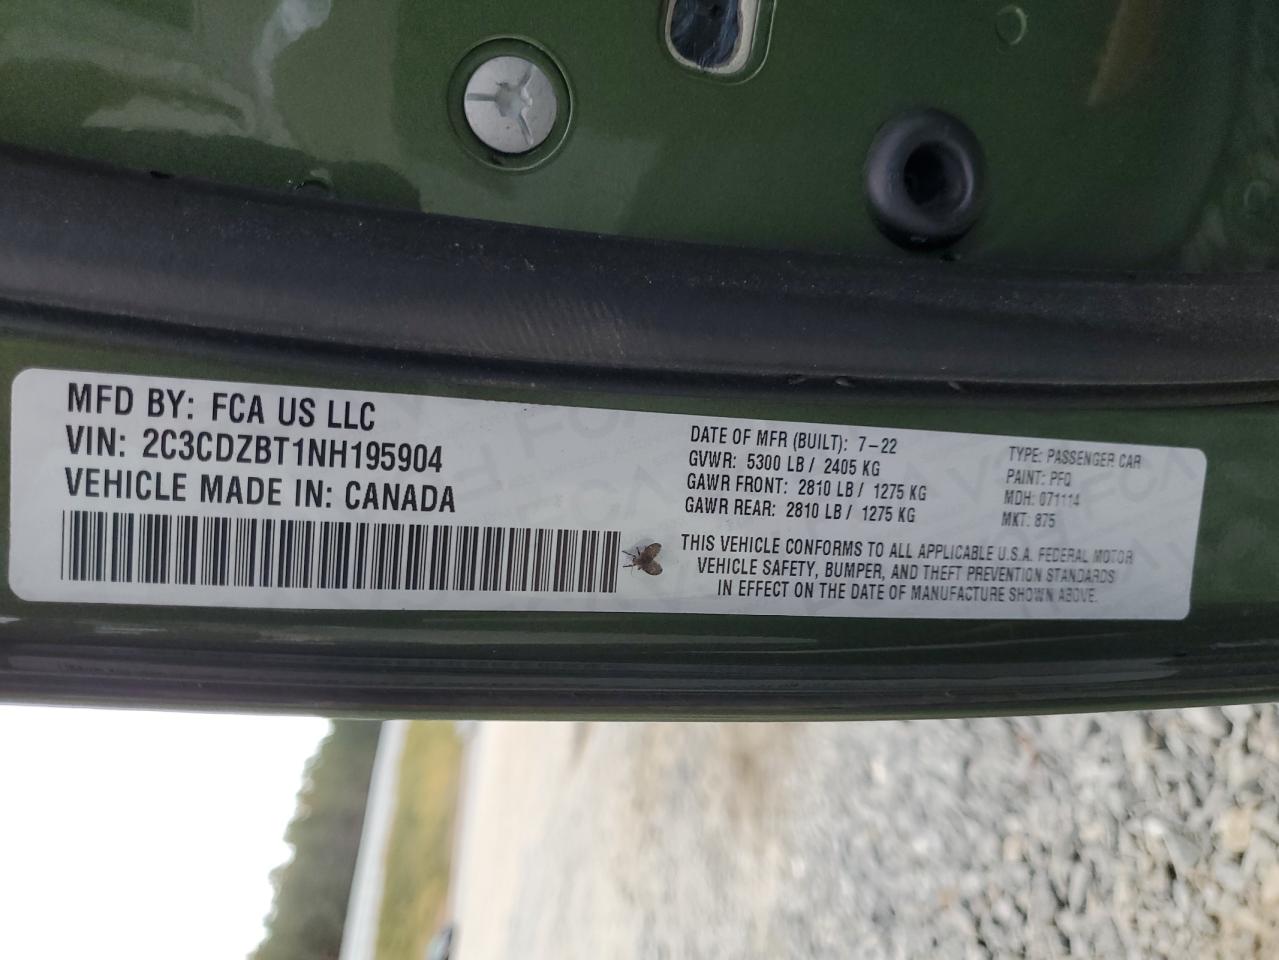 MFD BY: FCA US LLC
VIN: 2C3CDZBT1NH195904
VEHICLE MADE IN: CANADA
DATE OF MFR (BUILT): 7-22
GVWR: 5300 LB / 2405 KG
GAWR FRONT: 2810 LB / 1275 KG
GAWR REAR: 2810 LB / 1275 KG
TYPE: PASSENGER CAR
PAINT: PFQ
MDH: 071114
MKT: 875
THIS VEHICLE CONFORMS TO ALL APPLICABLE U.S.A. FEDERAL MOTOR
VEHICLE SAFETY, BUMPER, AND THEFT PREVENTION STANDARDS
IN EFFECT ON THE DATE OF MANUFACTURE SHOWN ABOVE.